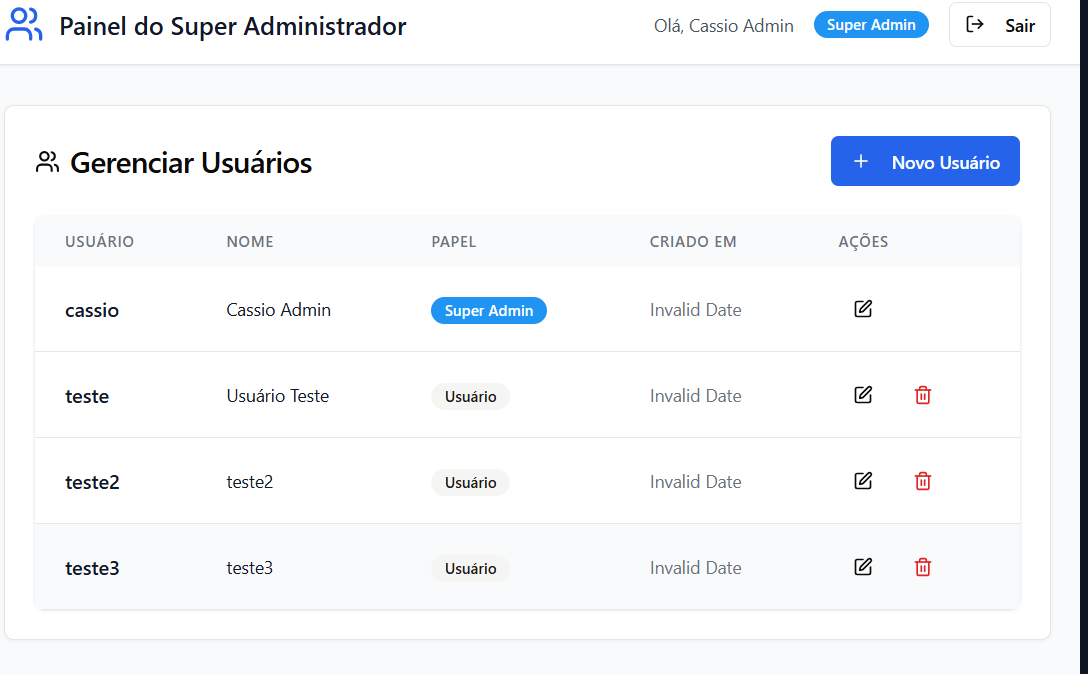 Painel do Super Administrador
Olá, Cassio Admin
Super Admin
Sair
Gerenciar Usuários
+ Novo Usuário
USUÁRIO NOME PAPEL CRIADO EM AÇÕES
cassio Cassio Admin Super Admin Invalid Date
teste Usuário Teste Usuário Invalid Date
teste2 teste2 Usuário Invalid Date
teste3 teste3 Usuário Invalid Date